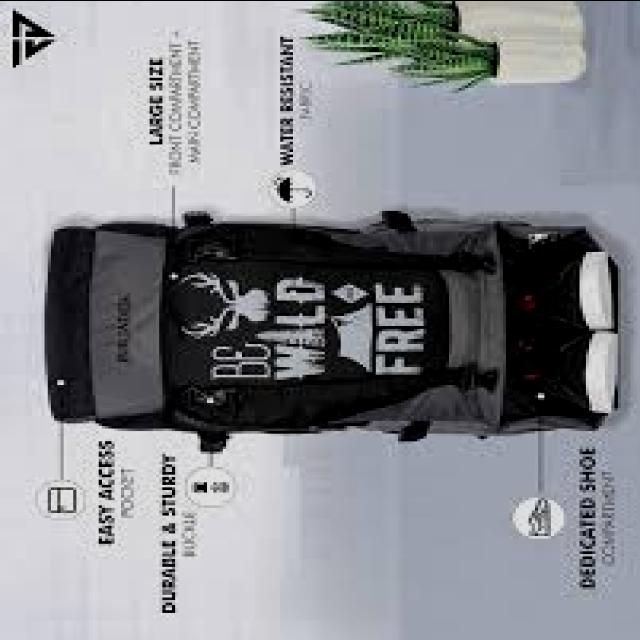 LARGE SIZE
FRONT COMPARTMENT +
MAIN COMPARTMENT
WATER RESISTANT
FABRIC
BE
WILD
FREE
EASY ACCESS
POCKET
DURABLE & STURDY
BUCKLE
DEDICATED SHOE
COMPARTMENT